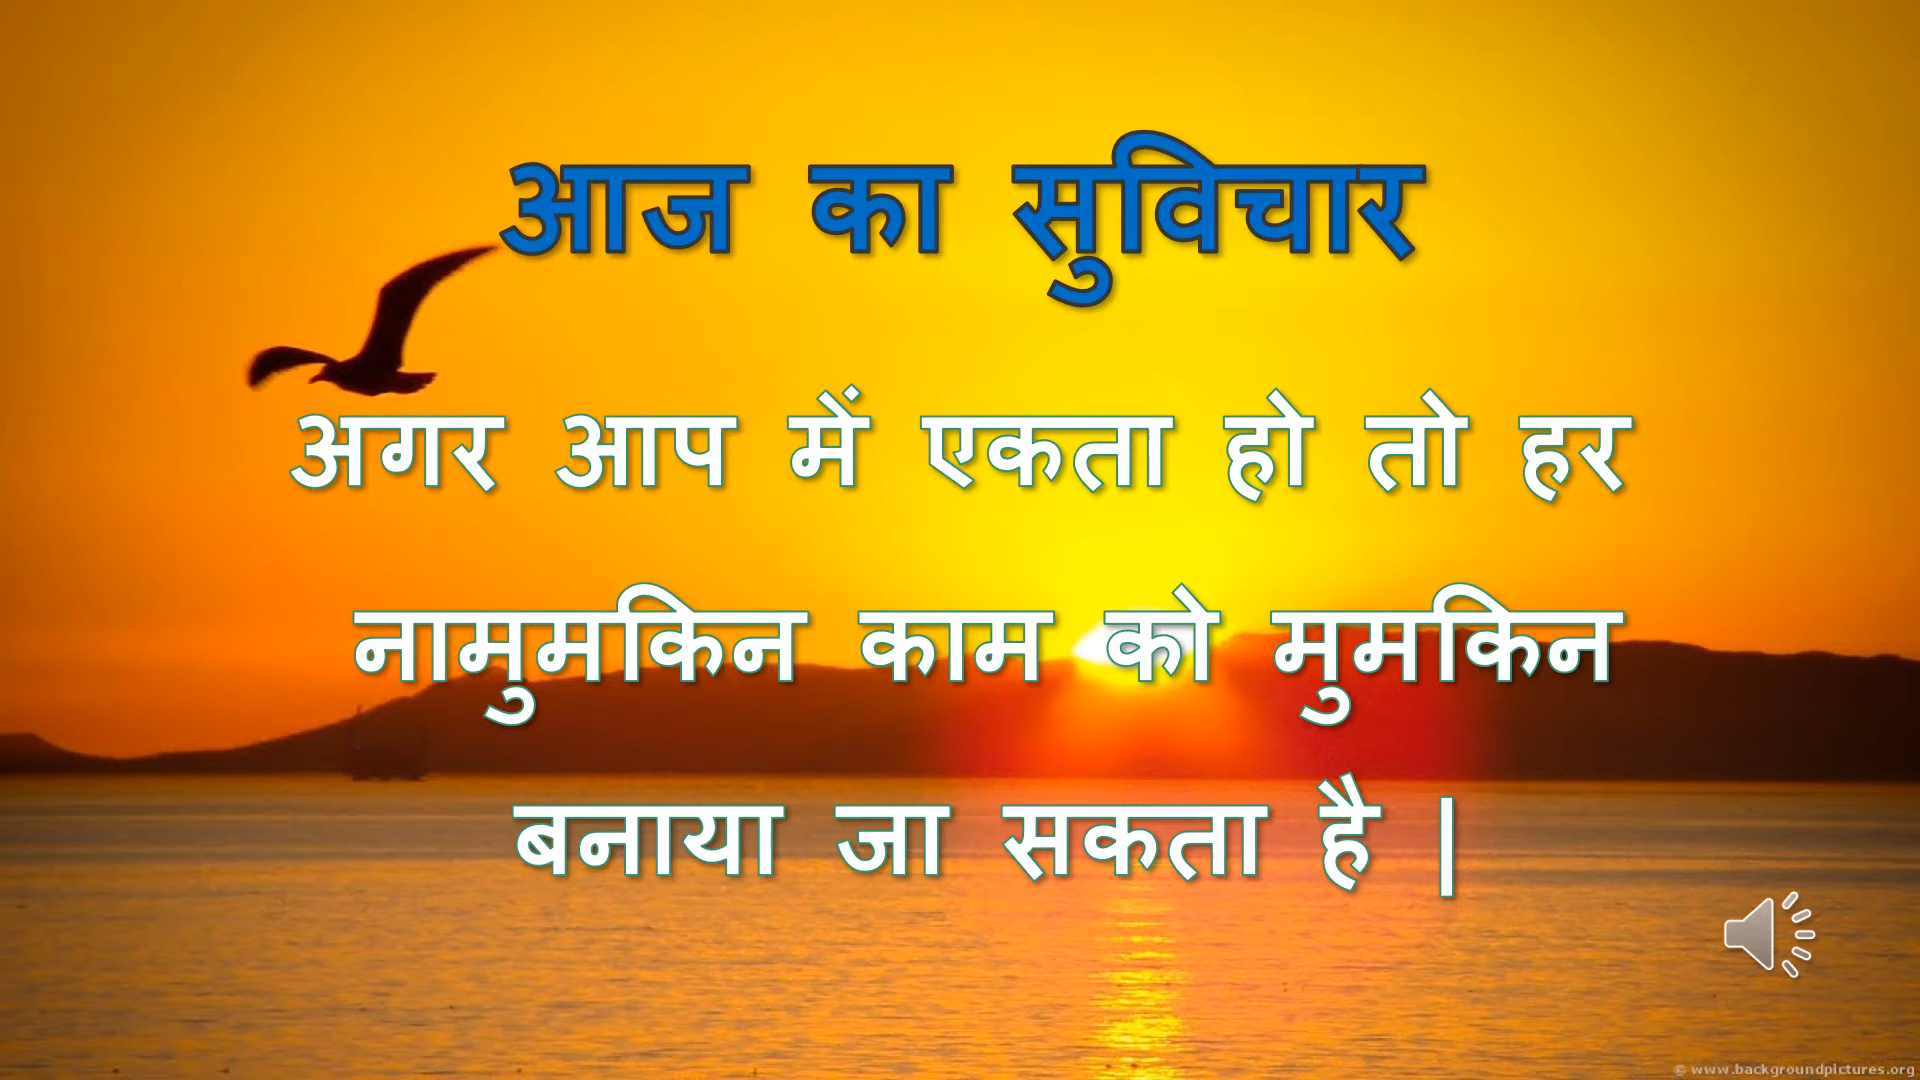 आज का सुविचार
अगर आप में एकता हो तो हर
नामुमकिन काम को मुमकिन
बनाया जा सकता है |
© www.backgroundpictures.org